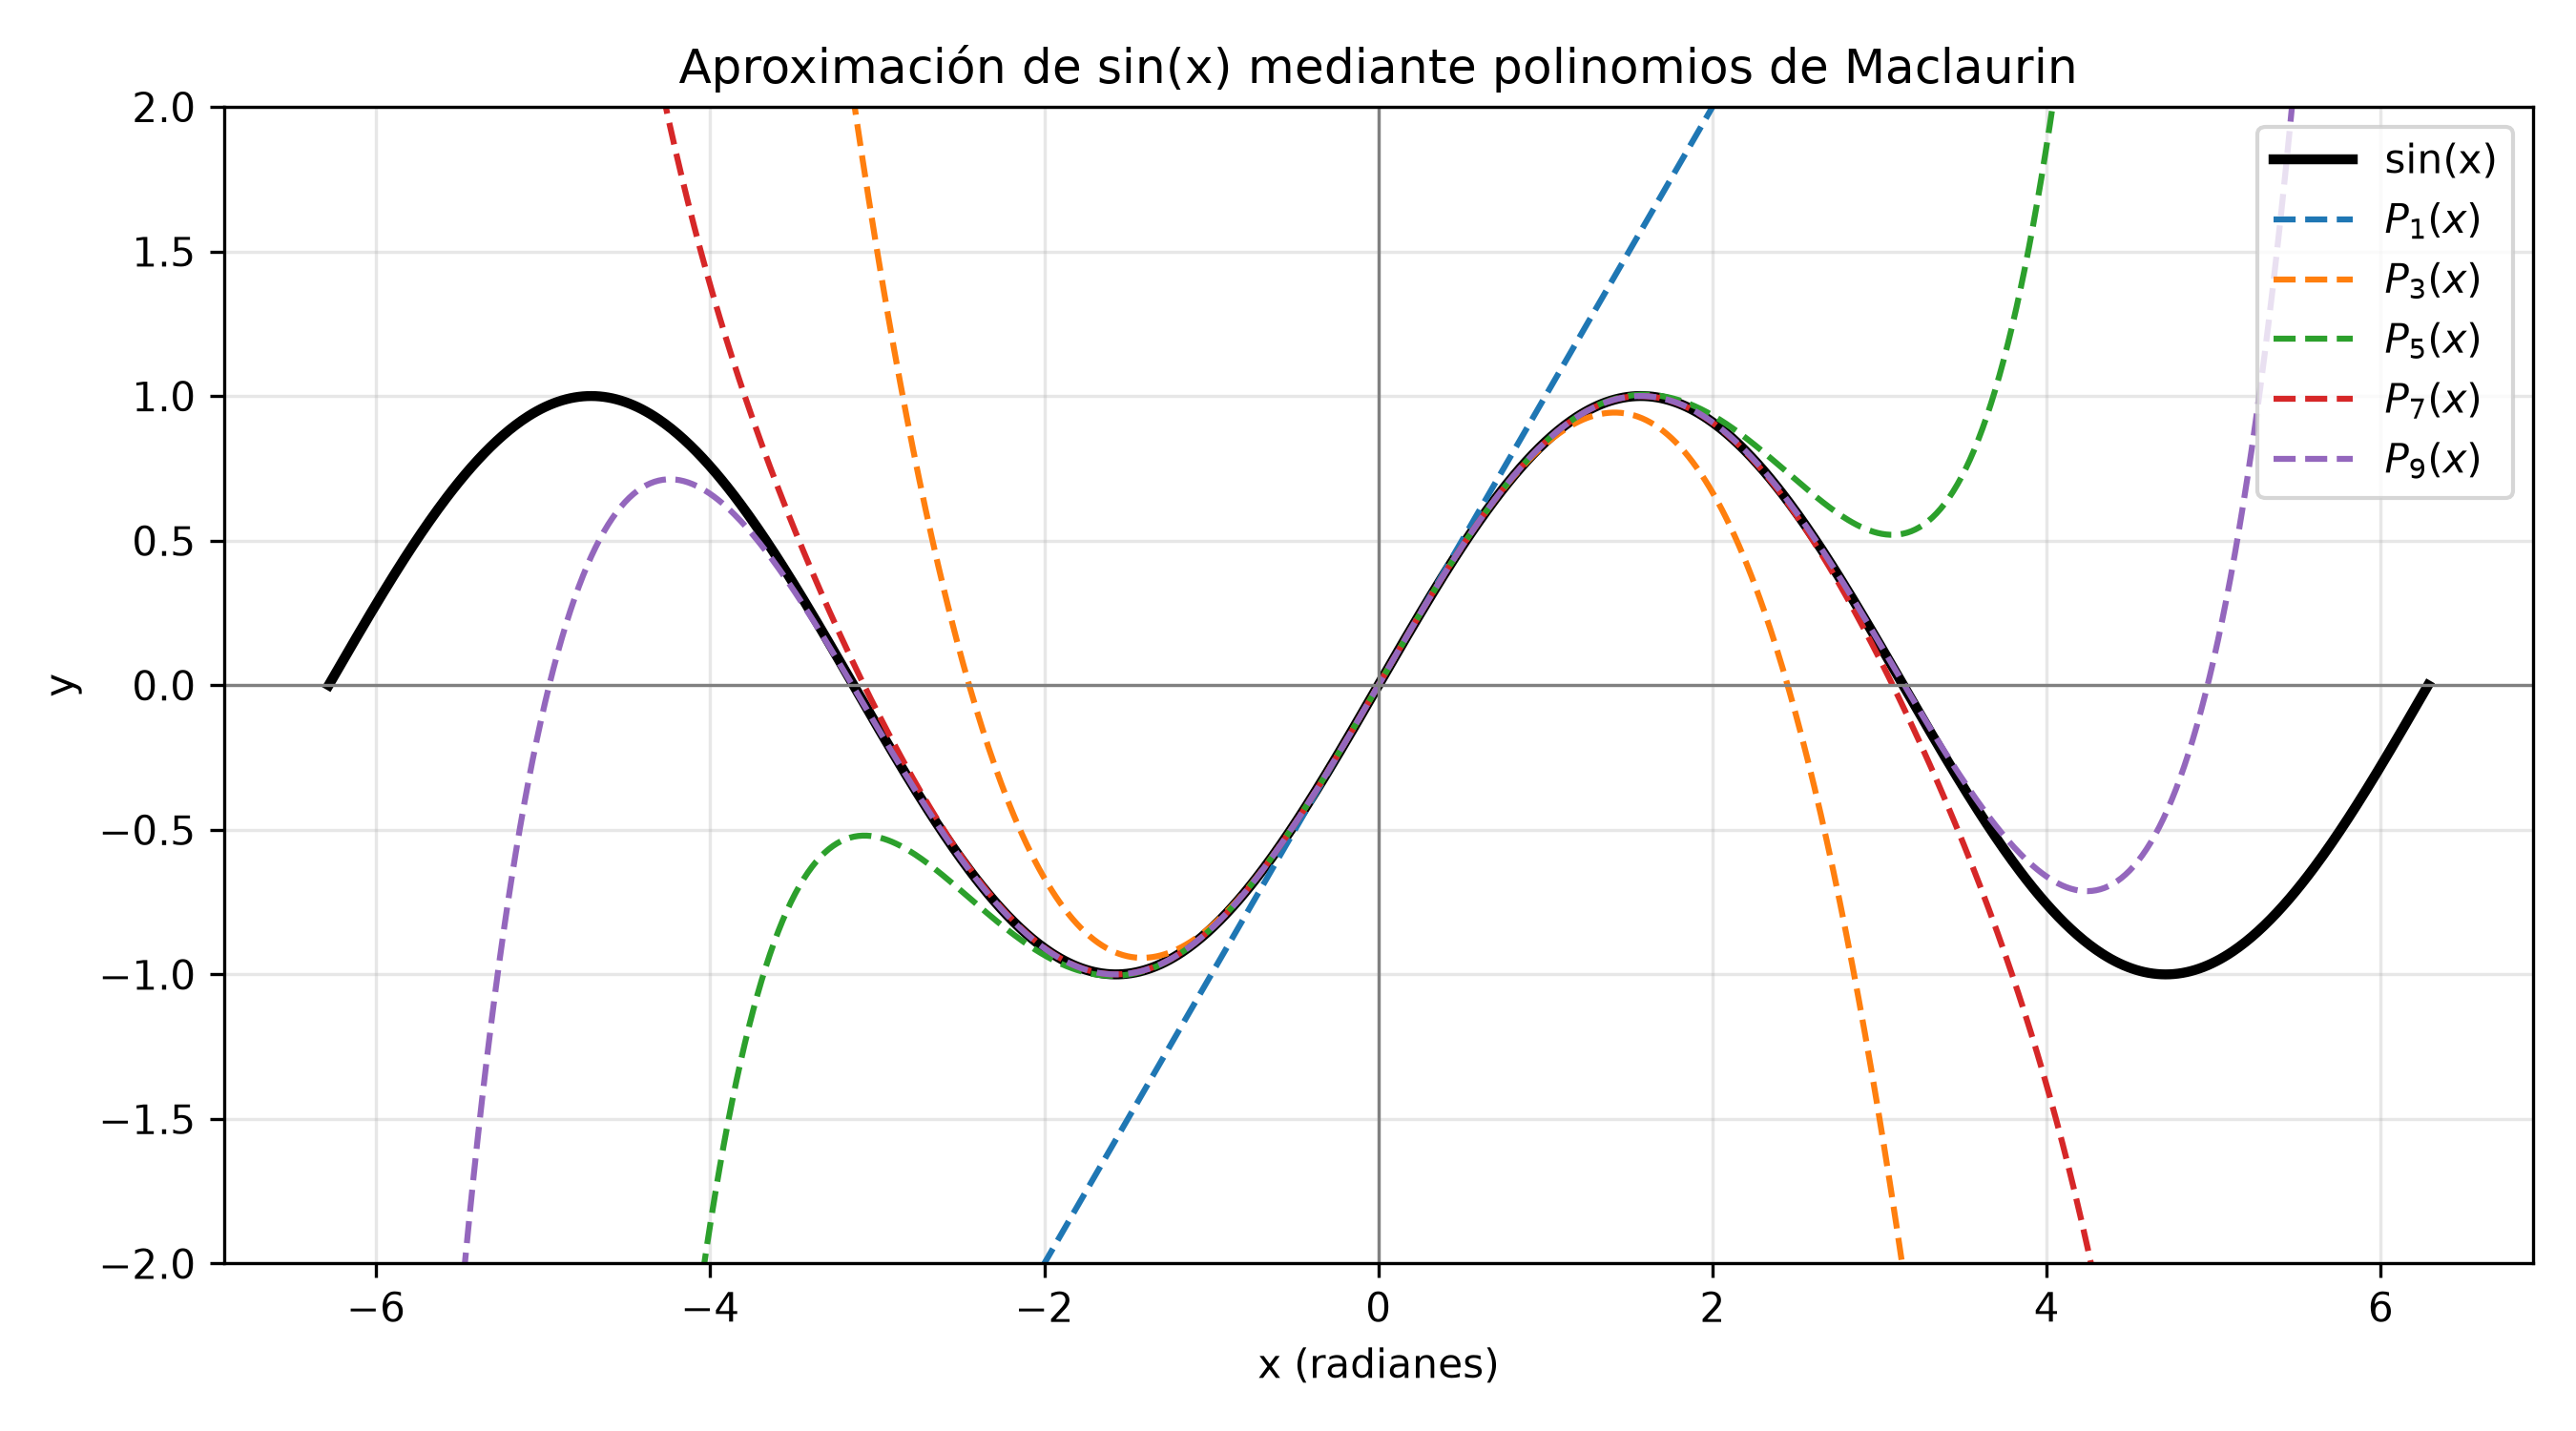 Aproximación de sin(x) mediante polinomios de Maclaurin
2.0
1.5
1.0
0.5
0.0
−0.5
−1.0
−1.5
−2.0
y
sin(x)
P₁(x)
P₃(x)
P₅(x)
P₇(x)
P₉(x)
−6 −4 −2 0 2 4 6
x (radianes)